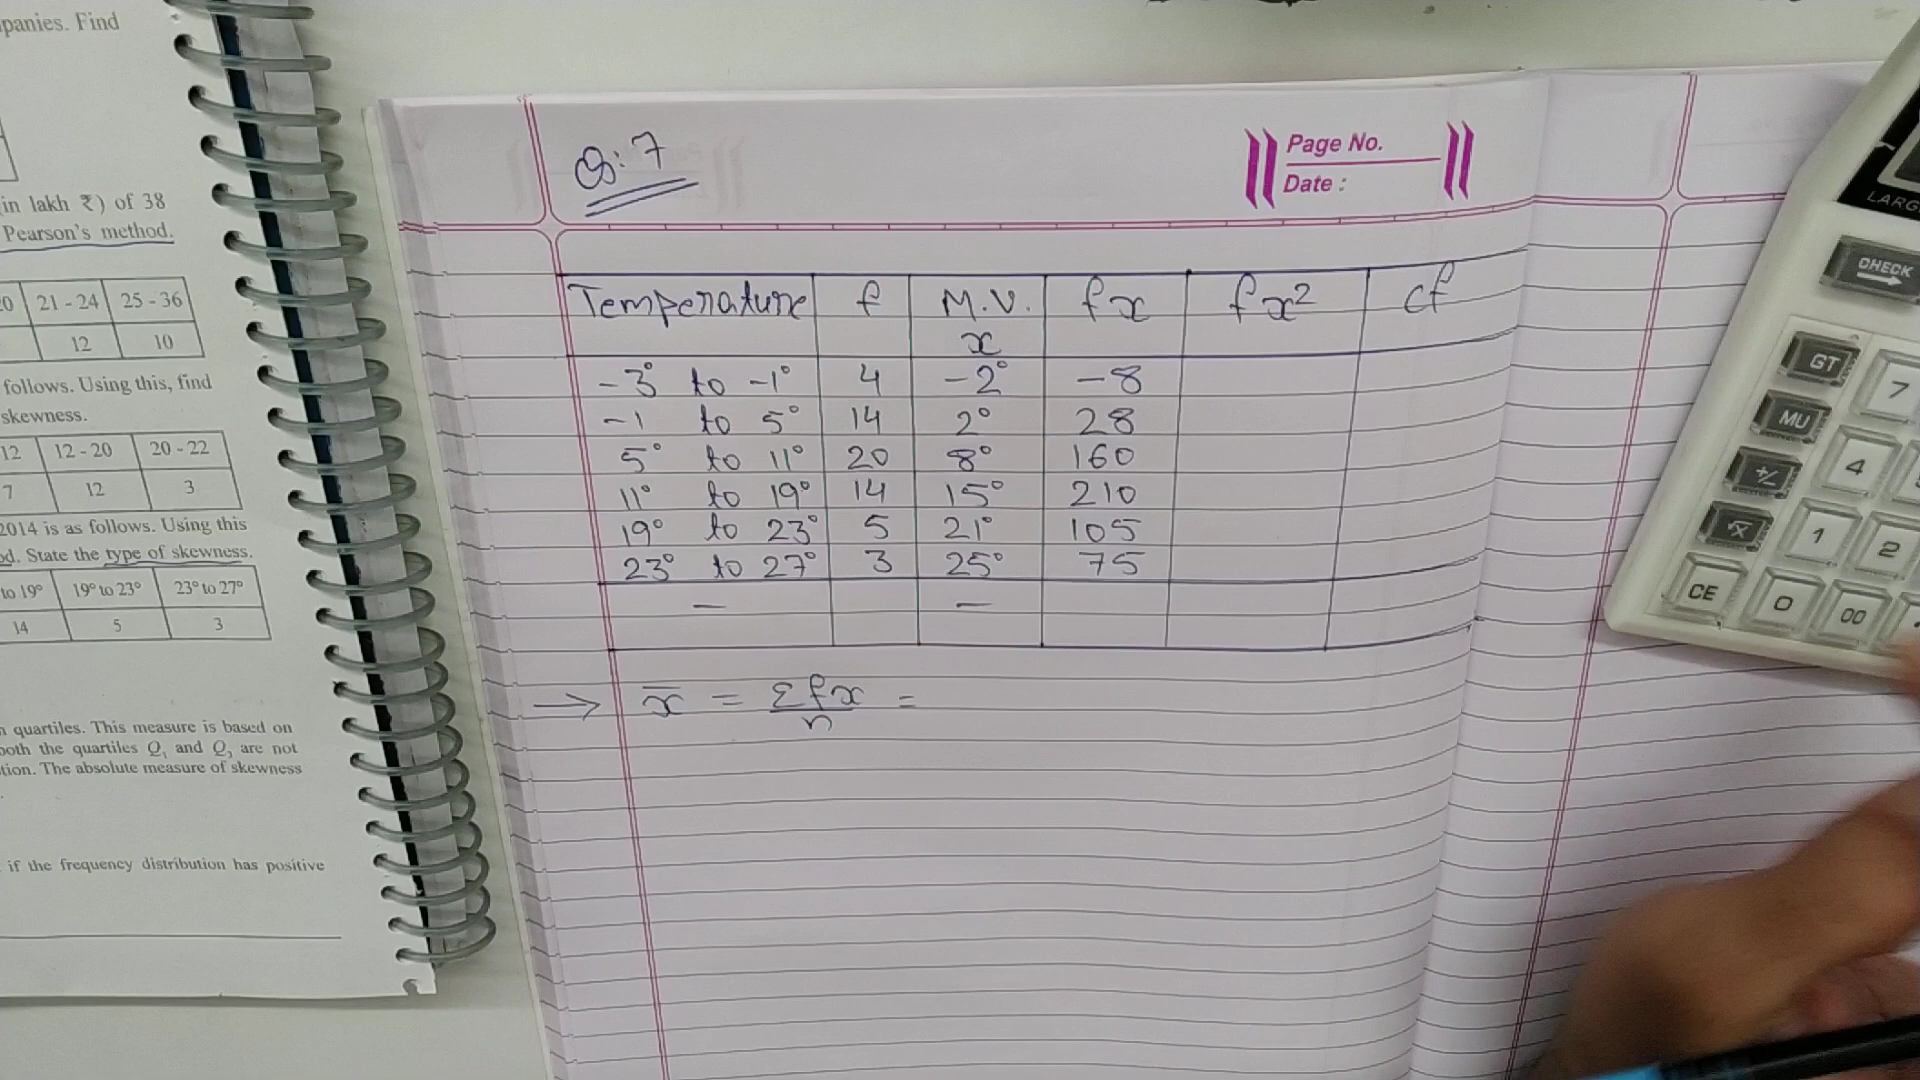 panies. Find
in lakh ₹) of 38
Pearson's method.
0 21 - 24 25 - 36
12 10
follows. Using this, find
skewness.
12 12 - 20 20 - 22
7 12 3
2014 is as follows. Using this
d. State the type of skewness.
to 19° 19° to 23° 23° to 27°
14 5 3
quartiles. This measure is based on
both the quartiles Q₁ and Q₃ are not
tion. The absolute measure of skewness
if the frequency distribution has positive
Q:7
Page No.
Date :
Temperature f M.V. x fx fx² cf
-3° to -1° 4 -2° -8
-1 to 5° 14 2° 28
5° to 11° 20 8° 160
11° to 19° 14 15° 210
19° to 23° 5 21° 105
23° to 27° 3 25° 75
— —
→ x̄ = Σfx/n =
CHECK
GT 7
MU 4
+/- 1 2
√x
CE 0 00